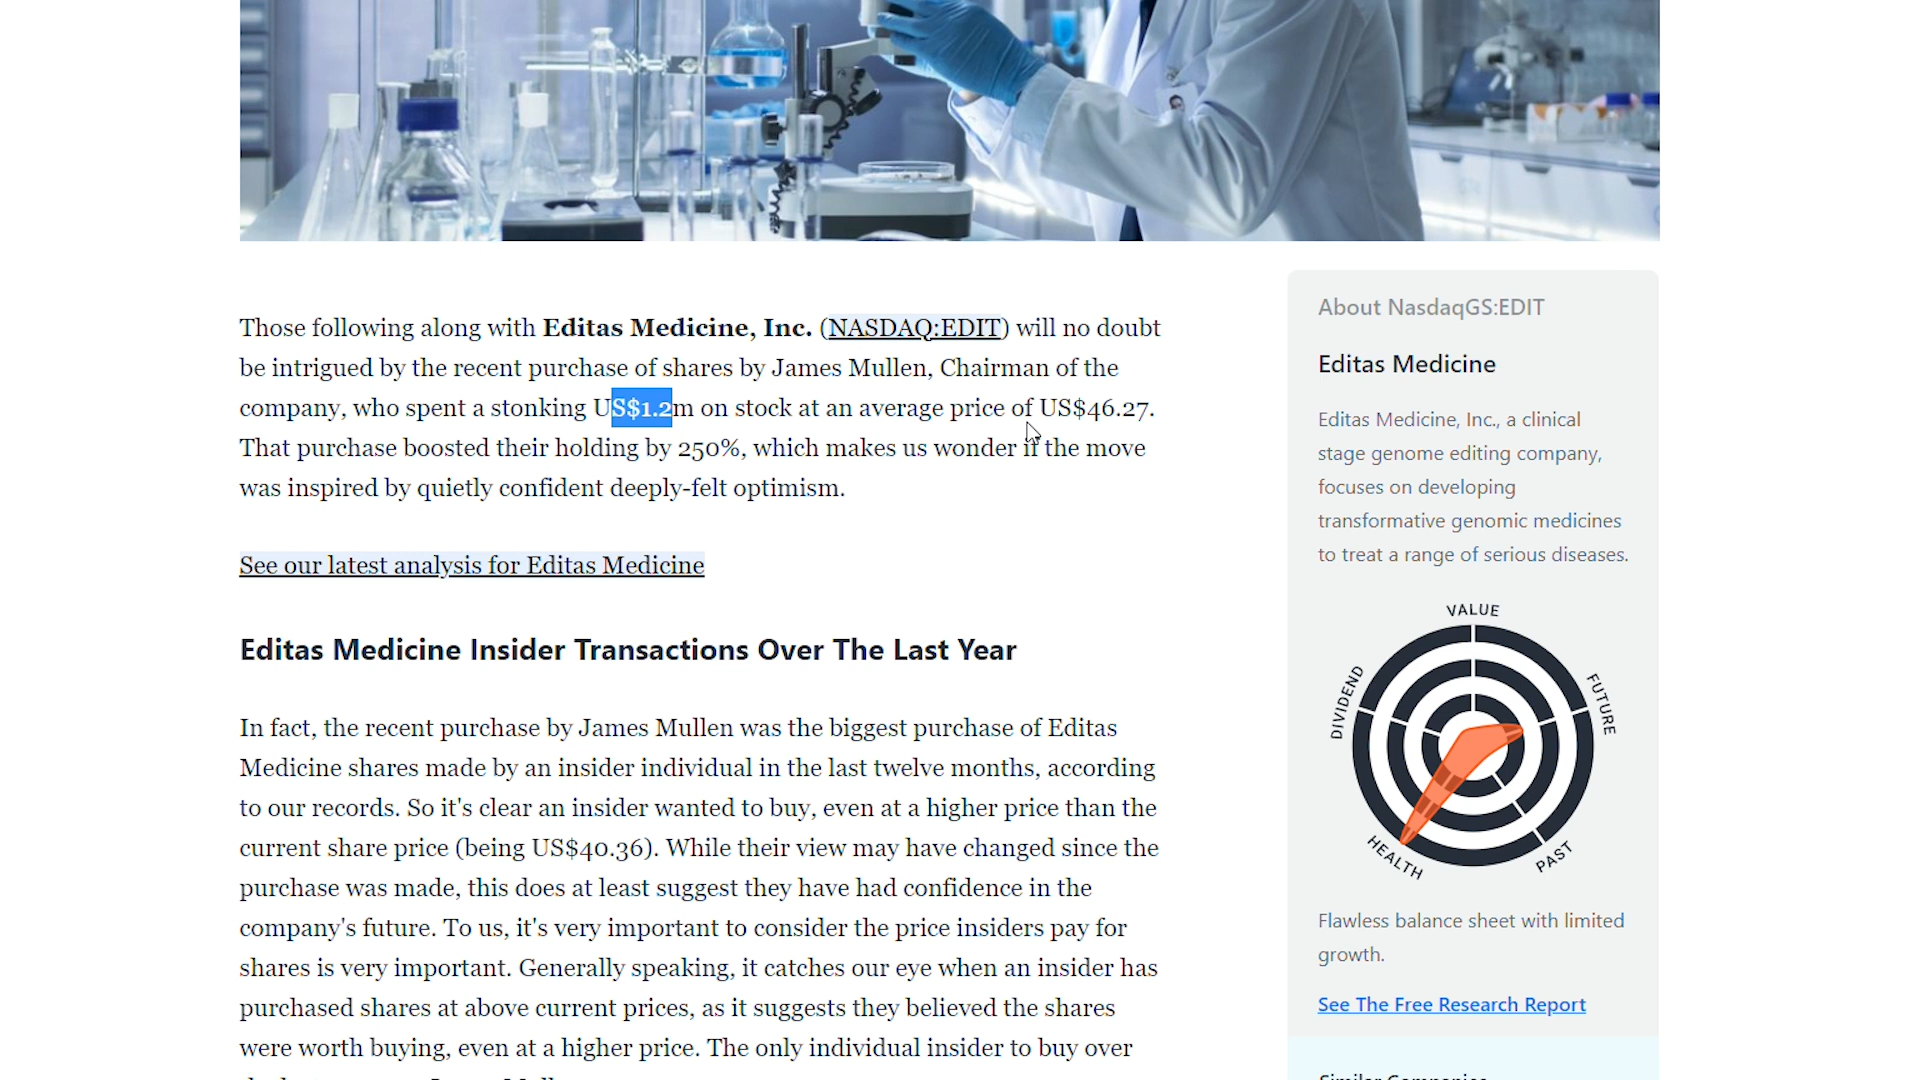 Those following along with Editas Medicine, Inc. (NASDAQ:EDIT) will no doubt
be intrigued by the recent purchase of shares by James Mullen, Chairman of the
company, who spent a stonking US$1.2m on stock at an average price of US$46.27.
That purchase boosted their holding by 250%, which makes us wonder if the move
was inspired by quietly confident deeply-felt optimism.
See our latest analysis for Editas Medicine
Editas Medicine Insider Transactions Over The Last Year
In fact, the recent purchase by James Mullen was the biggest purchase of Editas
Medicine shares made by an insider individual in the last twelve months, according
to our records. So it's clear an insider wanted to buy, even at a higher price than the
current share price (being US$40.36). While their view may have changed since the
purchase was made, this does at least suggest they have had confidence in the
company's future. To us, it's very important to consider the price insiders pay for
shares is very important. Generally speaking, it catches our eye when an insider has
purchased shares at above current prices, as it suggests they believed the shares
were worth buying, even at a higher price. The only individual insider to buy over
About NasdaqGS:EDIT
Editas Medicine
Editas Medicine, Inc., a clinical
stage genome editing company,
focuses on developing
transformative genomic medicines
to treat a range of serious diseases.
VALUE
FUTURE
PAST
HEALTH
DIVIDEND
Flawless balance sheet with limited
growth.
See The Free Research Report
Similar Companies